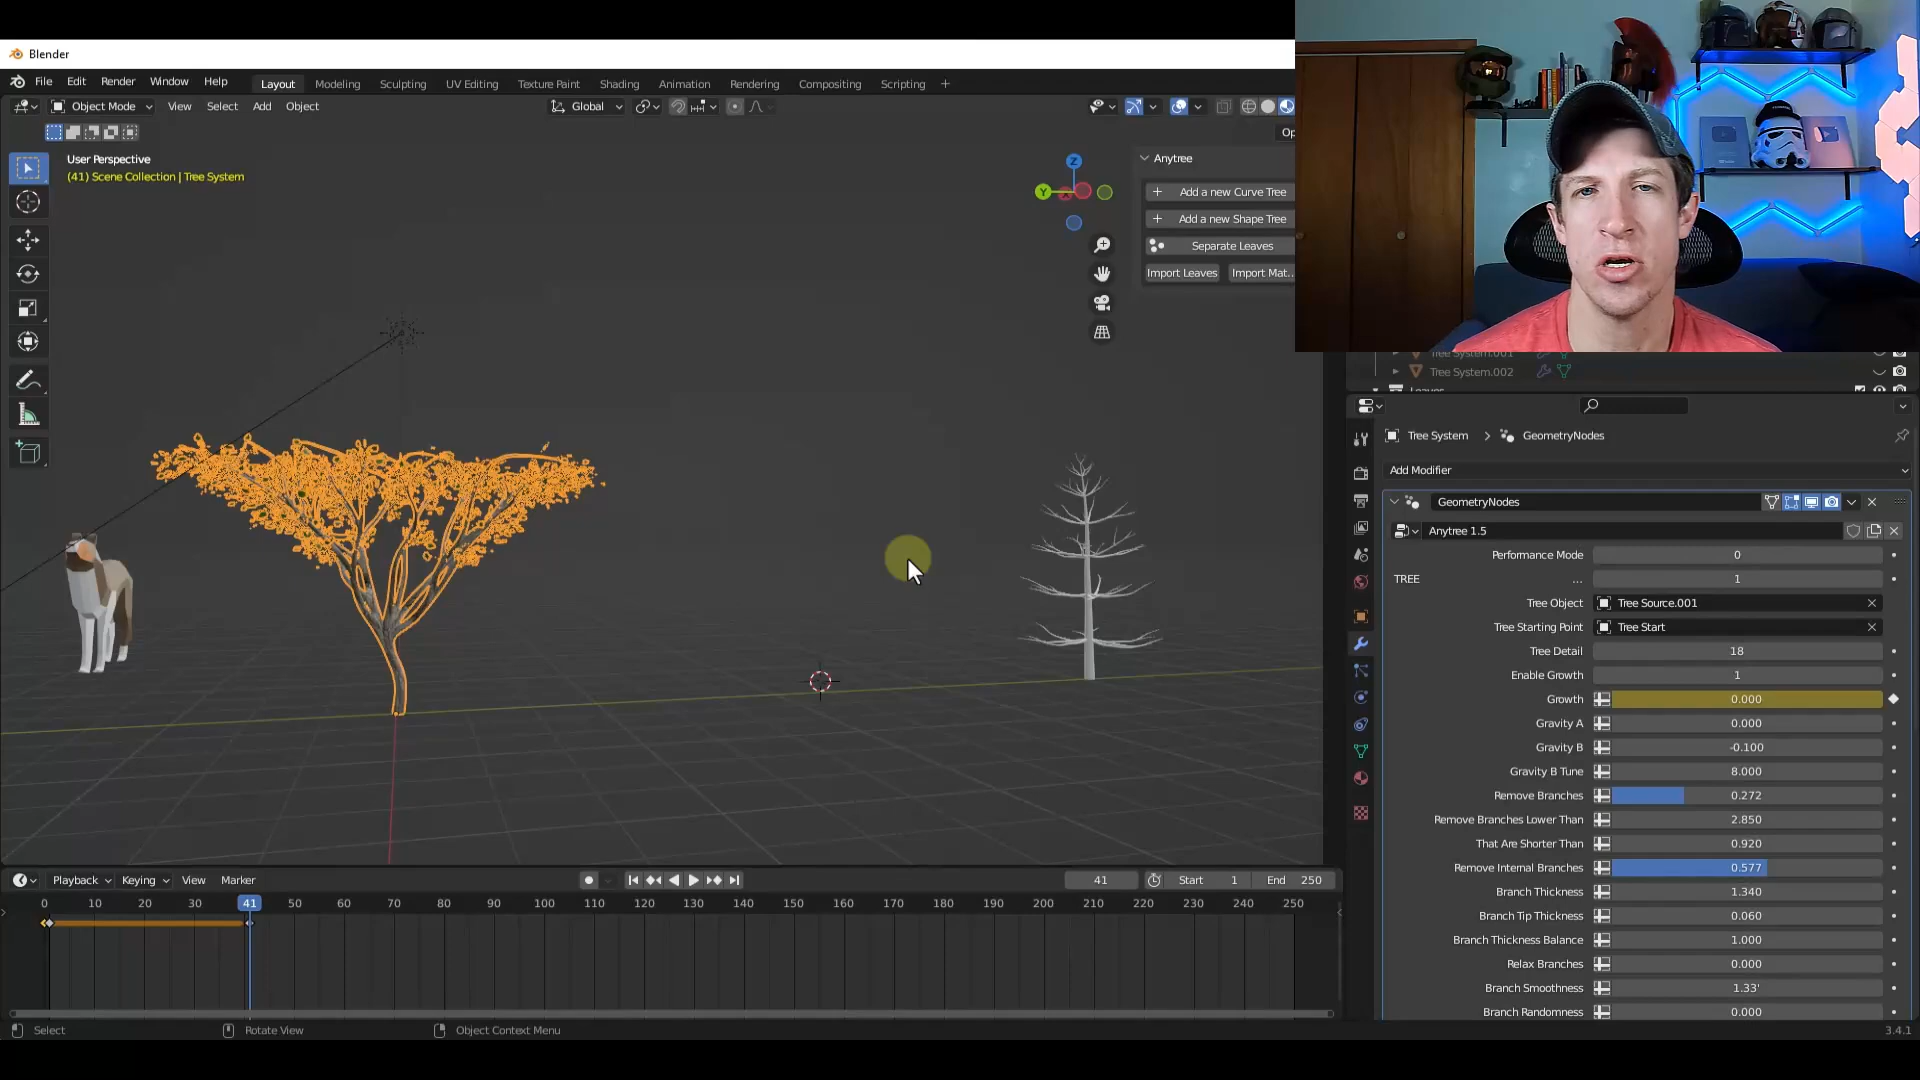 Blender
File Edit Render Window Help Layout Modeling Sculpting UV Editing Texture Paint Shading Animation Rendering Compositing Scripting +
Object Mode View Select Add Object Global
User Perspective
(41) Scene Collection | Tree System
Z
Y
Anytree
+ Add a new Curve Tree
+ Add a new Shape Tree
Separate Leaves
Import Leaves Import Mat...
Op
Tree System.001
Tree System.002
Leaves
Tree System > GeometryNodes
Add Modifier
GeometryNodes
Anytree 1.5
Performance Mode 0
TREE ... 1
Tree Object Tree Source.001
Tree Starting Point Tree Start
Tree Detail 18
Enable Growth 1
Growth 0.000
Gravity A 0.000
Gravity B -0.100
Gravity B Tune 8.000
Remove Branches 0.272
Remove Branches Lower Than 2.850
That Are Shorter Than 0.920
Remove Internal Branches 0.577
Branch Thickness 1.340
Branch Tip Thickness 0.060
Branch Thickness Balance 1.000
Relax Branches 0.000
Branch Smoothness 1.33'
Branch Randomness 0.000
Playback Keying View Marker 41 Start 1 End 250
0 10 20 30 41 50 60 70 80 90 100 110 120 130 140 150 160 170 180 190 200 210 220 230 240 250
Select Rotate View Object Context Menu 3.4.1